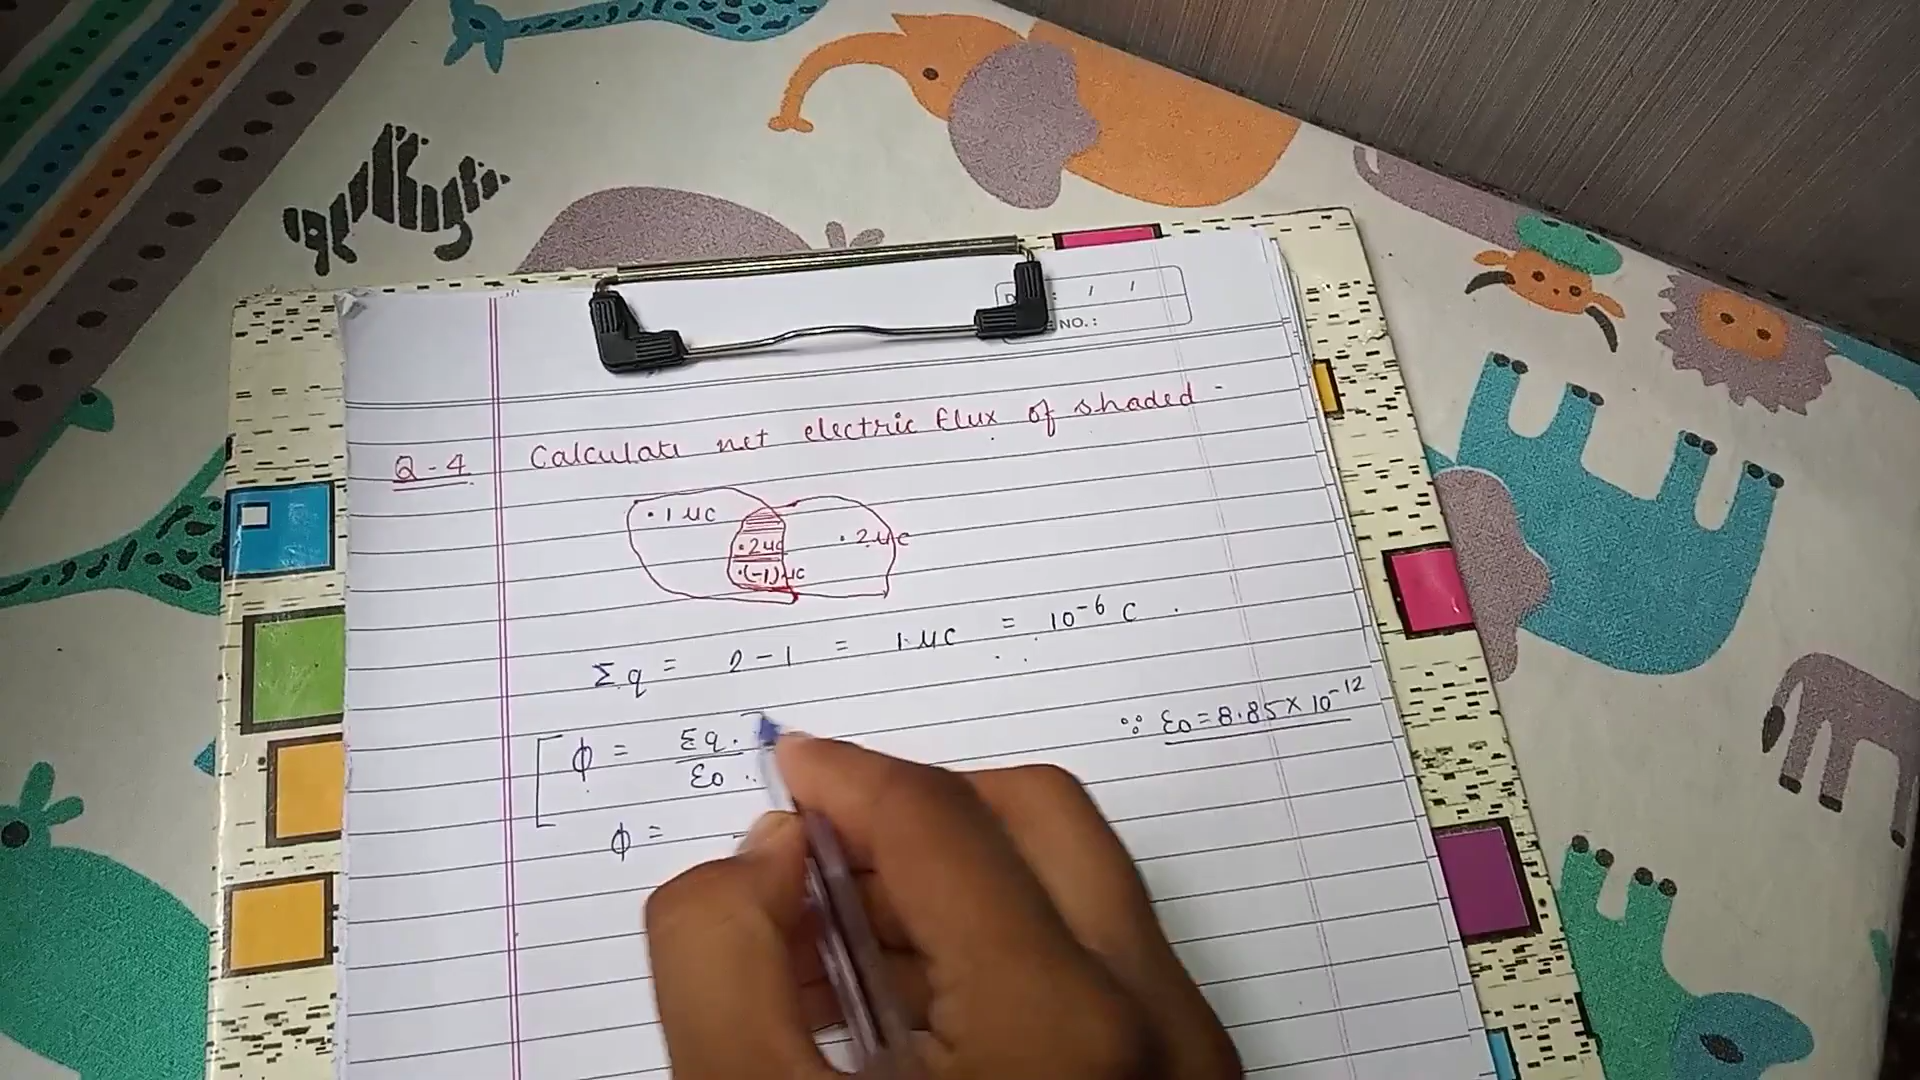 : / /
NO. :
Q - 4 Calculate net electric flux of shaded -
. 1 μC
. 2 μC
. 2 μC
. (-1) μC
Σq = 2 - 1 = 1 μC = 10⁻⁶ C .
∵ ε₀ = 8.85 × 10⁻¹²
ϕ = Σq / ε₀
ϕ =